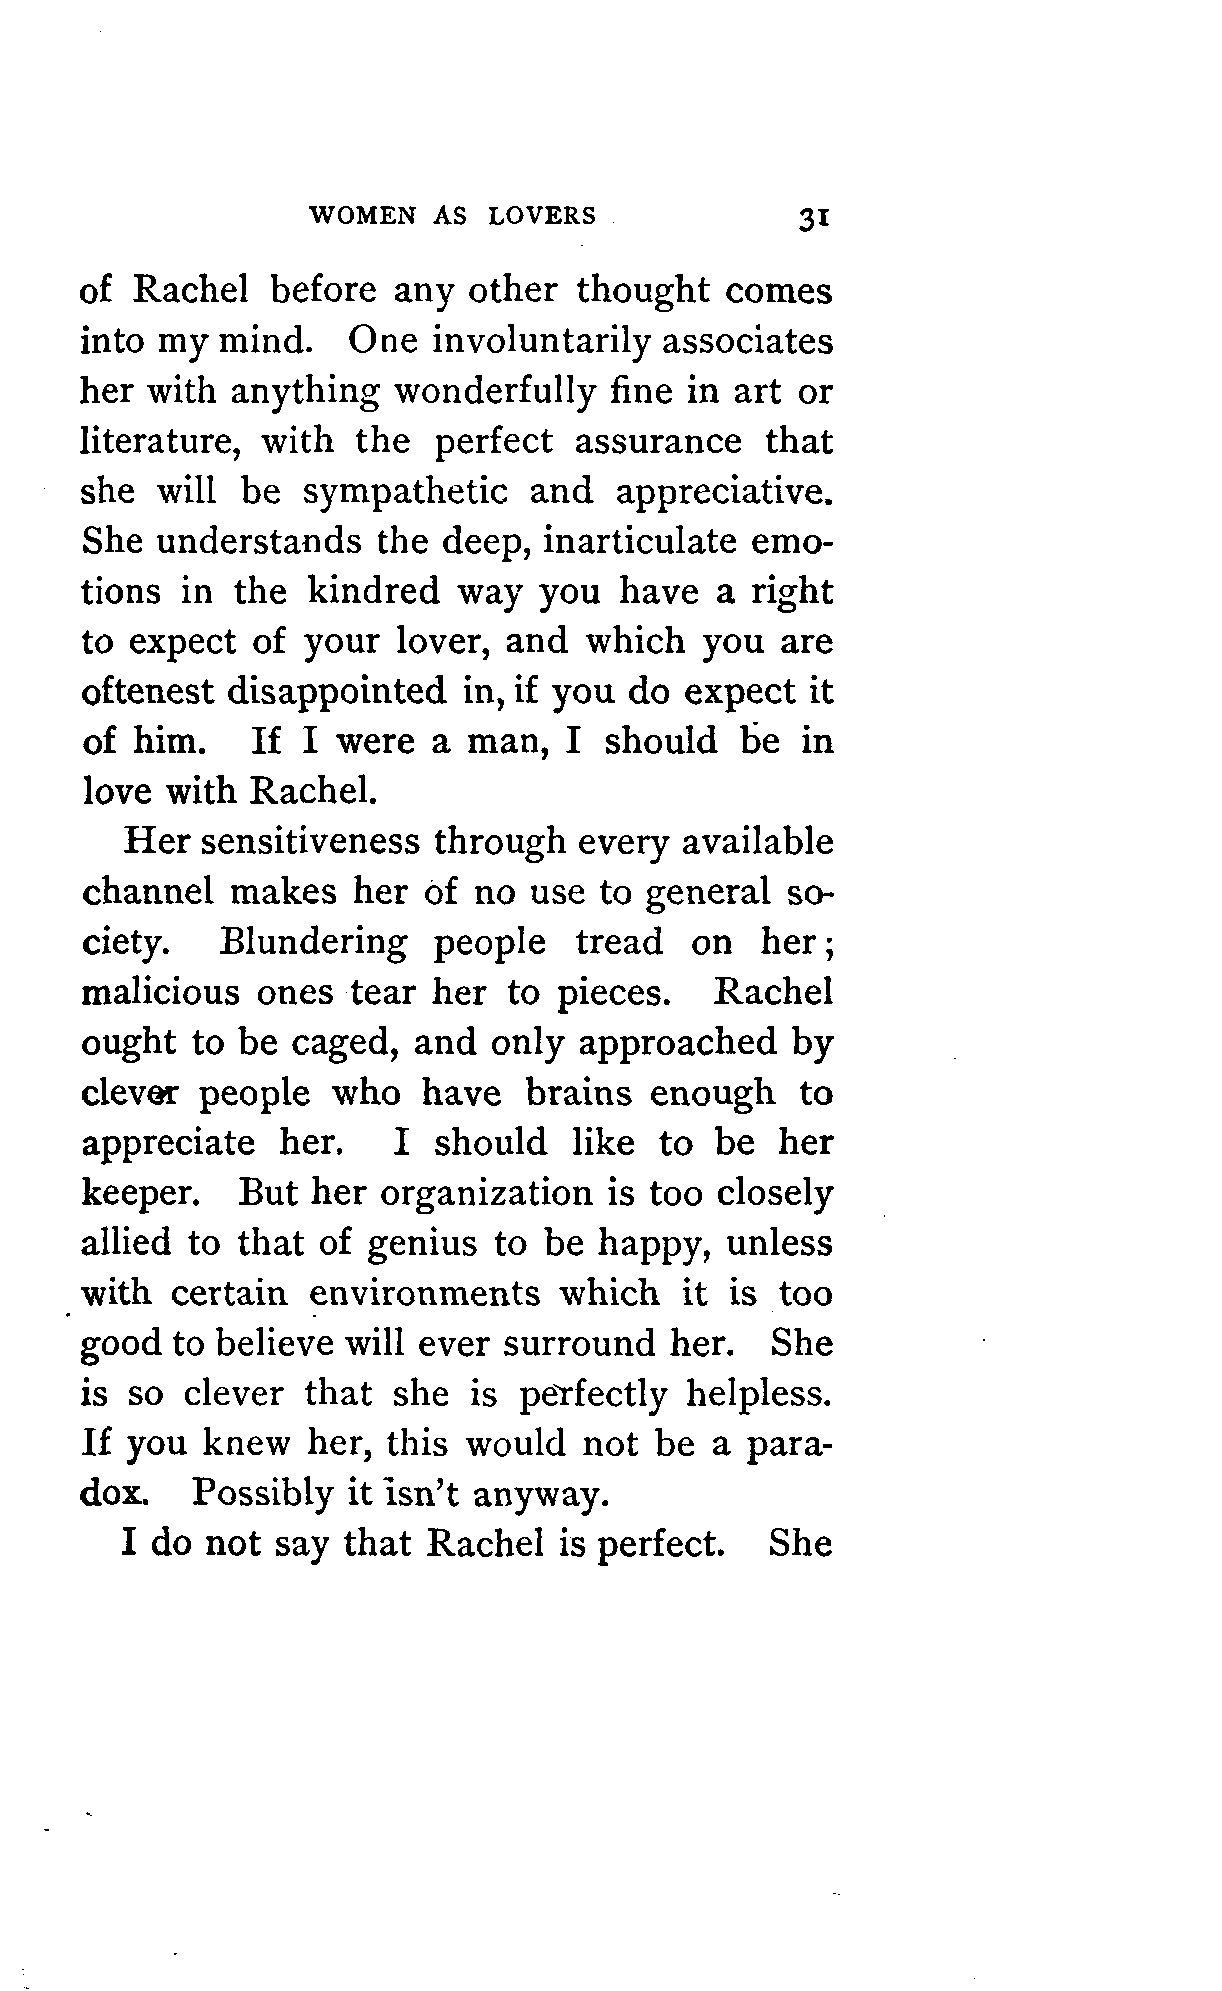 WOMEN AS LOVERS 31
of Rachel before any other thought comes
into my mind. One involuntarily associates
her with anything wonderfully fine in art or
literature, with the perfect assurance that
she will be sympathetic and appreciative.
She understands the deep, inarticulate emo-
tions in the kindred way you have a right
to expect of your lover, and which you are
oftenest disappointed in, if you do expect it
of him. If I were a man, I should be in
love with Rachel.
Her sensitiveness through every available
channel makes her of no use to general so-
ciety. Blundering people tread on her;
malicious ones tear her to pieces. Rachel
ought to be caged, and only approached by
clever people who have brains enough to
appreciate her. I should like to be her
keeper. But her organization is too closely
allied to that of genius to be happy, unless
with certain environments which it is too
good to believe will ever surround her. She
is so clever that she is perfectly helpless.
If you knew her, this would not be a para-
dox. Possibly it isn't anyway.
I do not say that Rachel is perfect. She